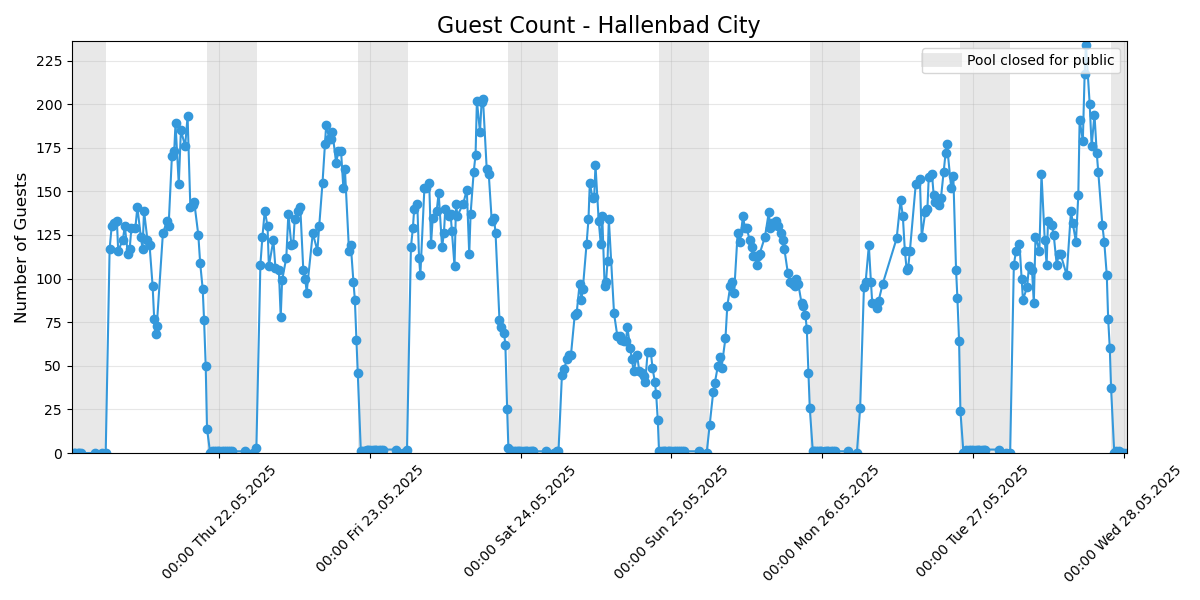 Guest Count - Hallenbad City
Pool closed for public
Number of Guests
225
200
175
150
125
100
75
50
25
0
00:00 Thu 22.05.2025
00:00 Fri 23.05.2025
00:00 Sat 24.05.2025
00:00 Sun 25.05.2025
00:00 Mon 26.05.2025
00:00 Tue 27.05.2025
00:00 Wed 28.05.2025